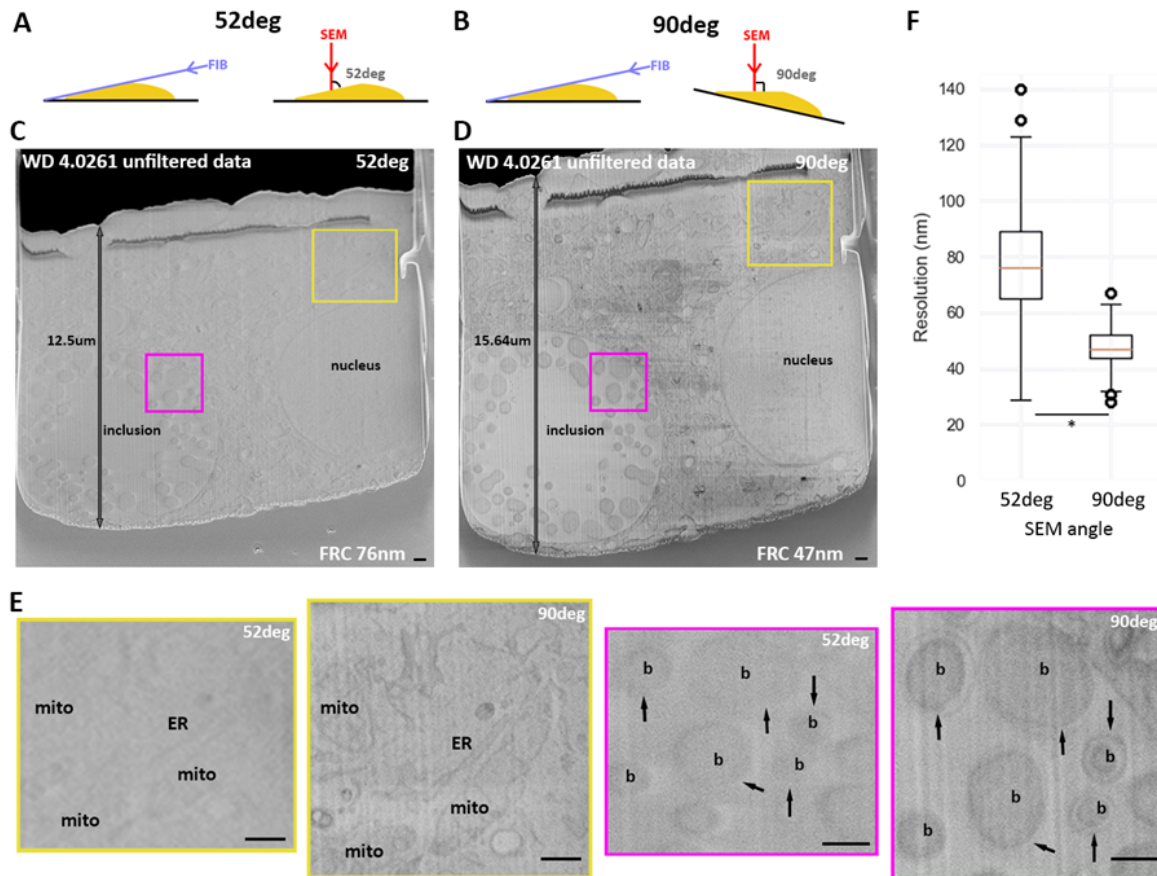 A
52deg
B
90deg
F
SEM
SEM
FIB
52deg
FIB
90deg
C
D
WD 4.0261 unfiltered data
52deg
WD 4.0261 unfiltered data
90deg
12.5um
nucleus
inclusion
FRC 76nm
15.64um
nucleus
inclusion
FRC 47nm
Resolution (nm)
140
120
100
80
60
40
20
0
*
52deg
90deg
SEM angle
E
52deg
mito
ER
mito
mito
90deg
mito
ER
mito
mito
52deg
b
b
b
b
b
b
90deg
b
b
b
b
b
b